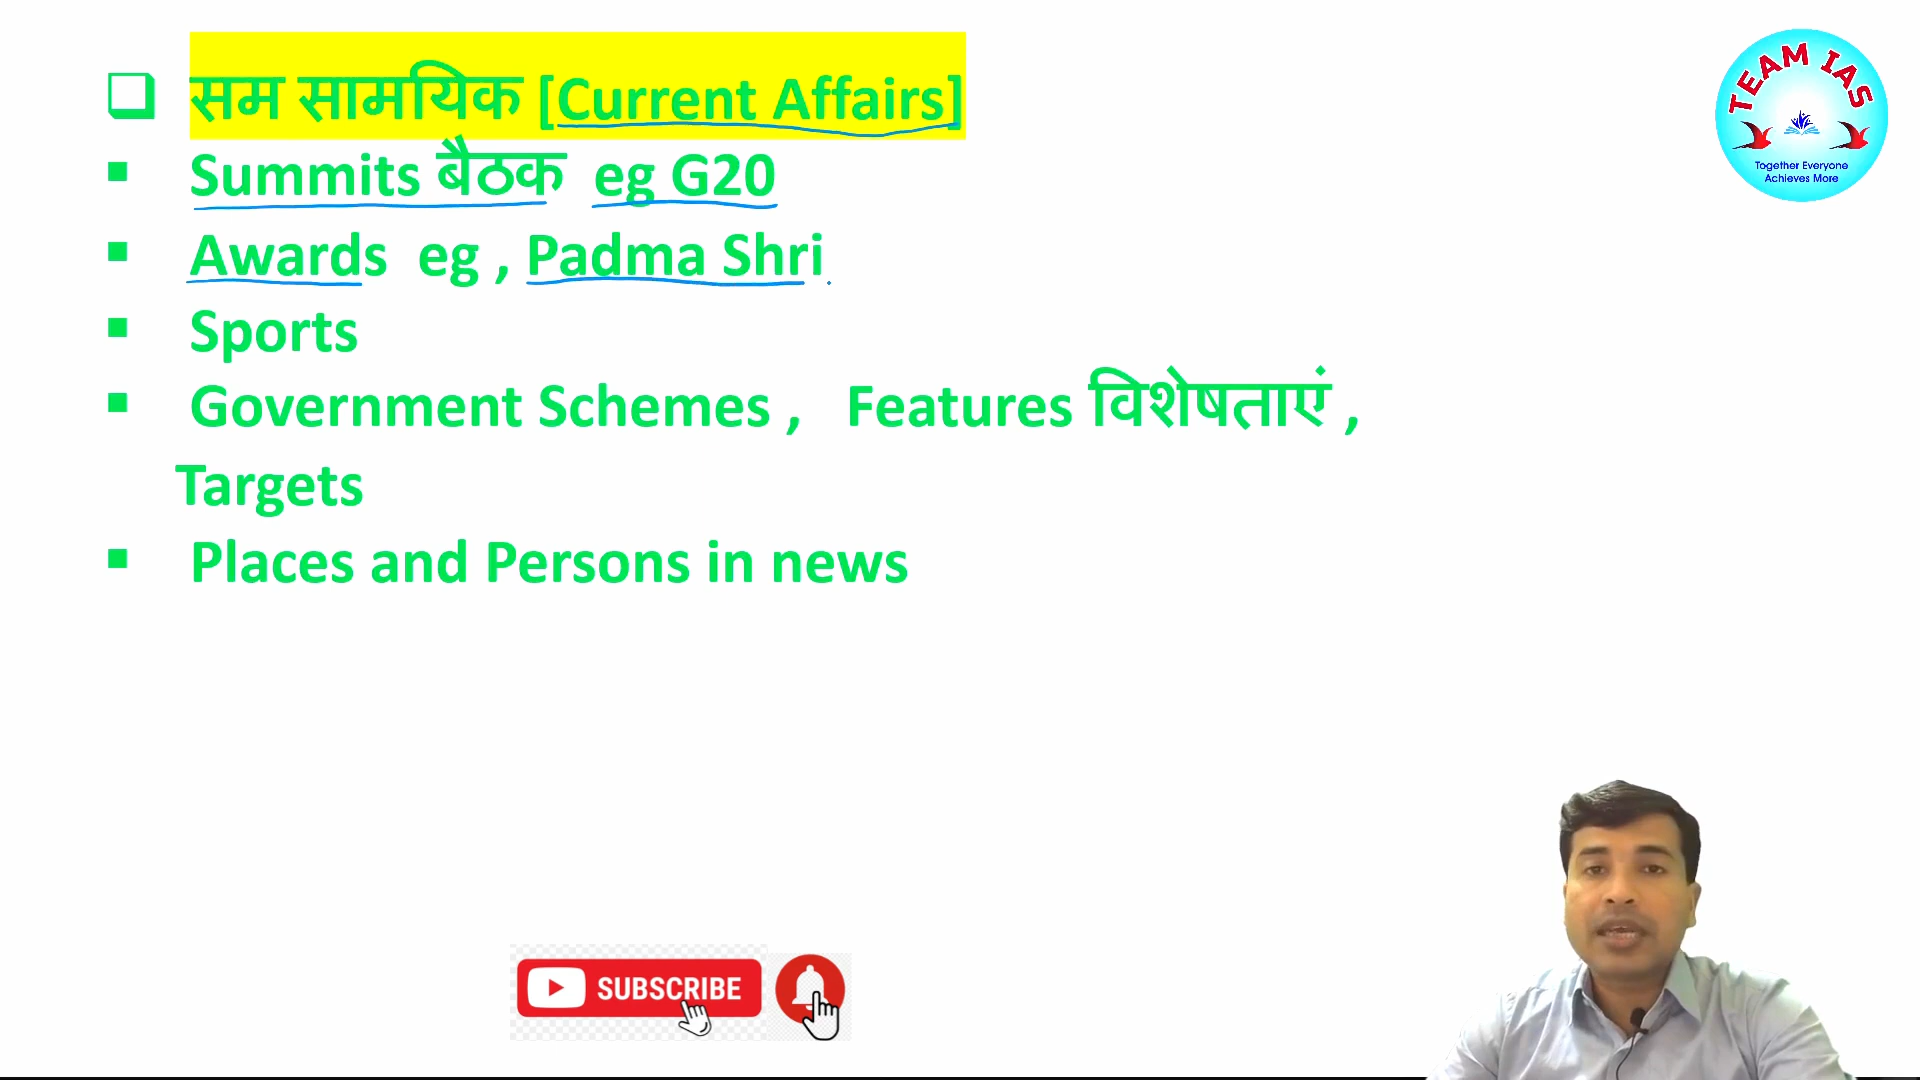 सम सामयिक [Current Affairs]
Summits बैठक eg G20
Awards eg , Padma Shri
Sports
Government Schemes , Features विशेषताएं ,
Targets
Places and Persons in news
TEAM IAS
Together Everyone
Achieves More
SUBSCRIBE